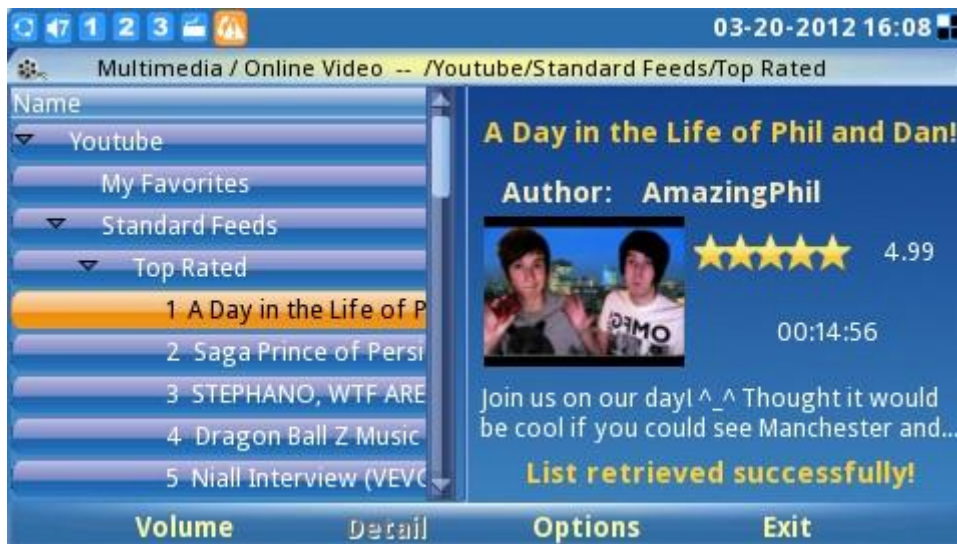 47 1 2 3 03-20-2012 16:08
Multimedia / Online Video -- /Youtube/Standard Feeds/Top Rated
Name
Youtube
My Favorites
Standard Feeds
Top Rated
1 A Day in the Life of P
2 Saga Prince of Persi
3 STEPHANO, WTF ARE
4 Dragon Ball Z Music
5 Niall Interview (VEVO
A Day in the Life of Phil and Dan!
Author: AmazingPhil
4.99
OMFG
00:14:56
Join us on our day! ^_^ Thought it would
be cool if you could see Manchester and...
List retrieved successfully!
Volume Detail Options Exit